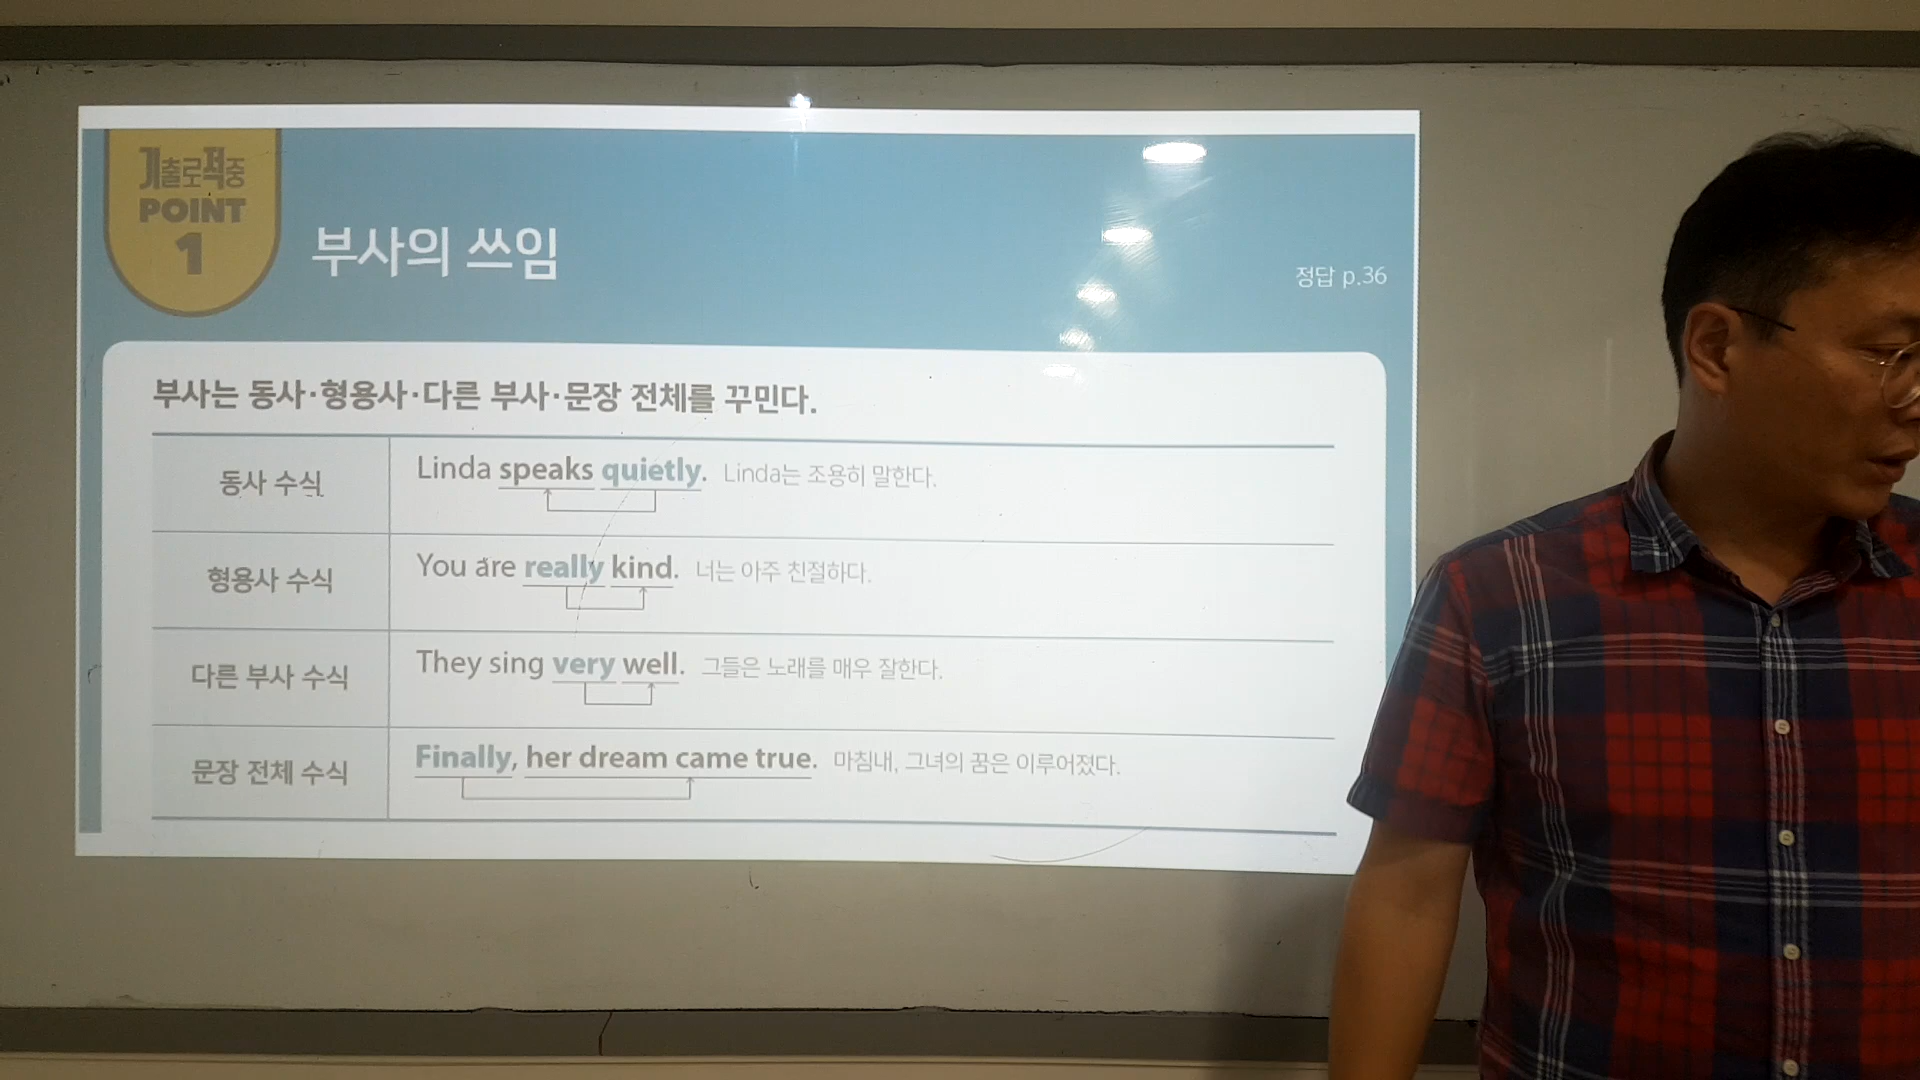 기출로적중
POINT
1
부사의 쓰임
정답 p.36
부사는 동사·형용사·다른 부사·문장 전체를 꾸민다.
동사 수식 Linda speaks quietly. Linda는 조용히 말한다.
형용사 수식 You are really kind. 너는 아주 친절하다.
다른 부사 수식 They sing very well. 그들은 노래를 매우 잘한다.
문장 전체 수식 Finally, her dream came true. 마침내, 그녀의 꿈은 이루어졌다.